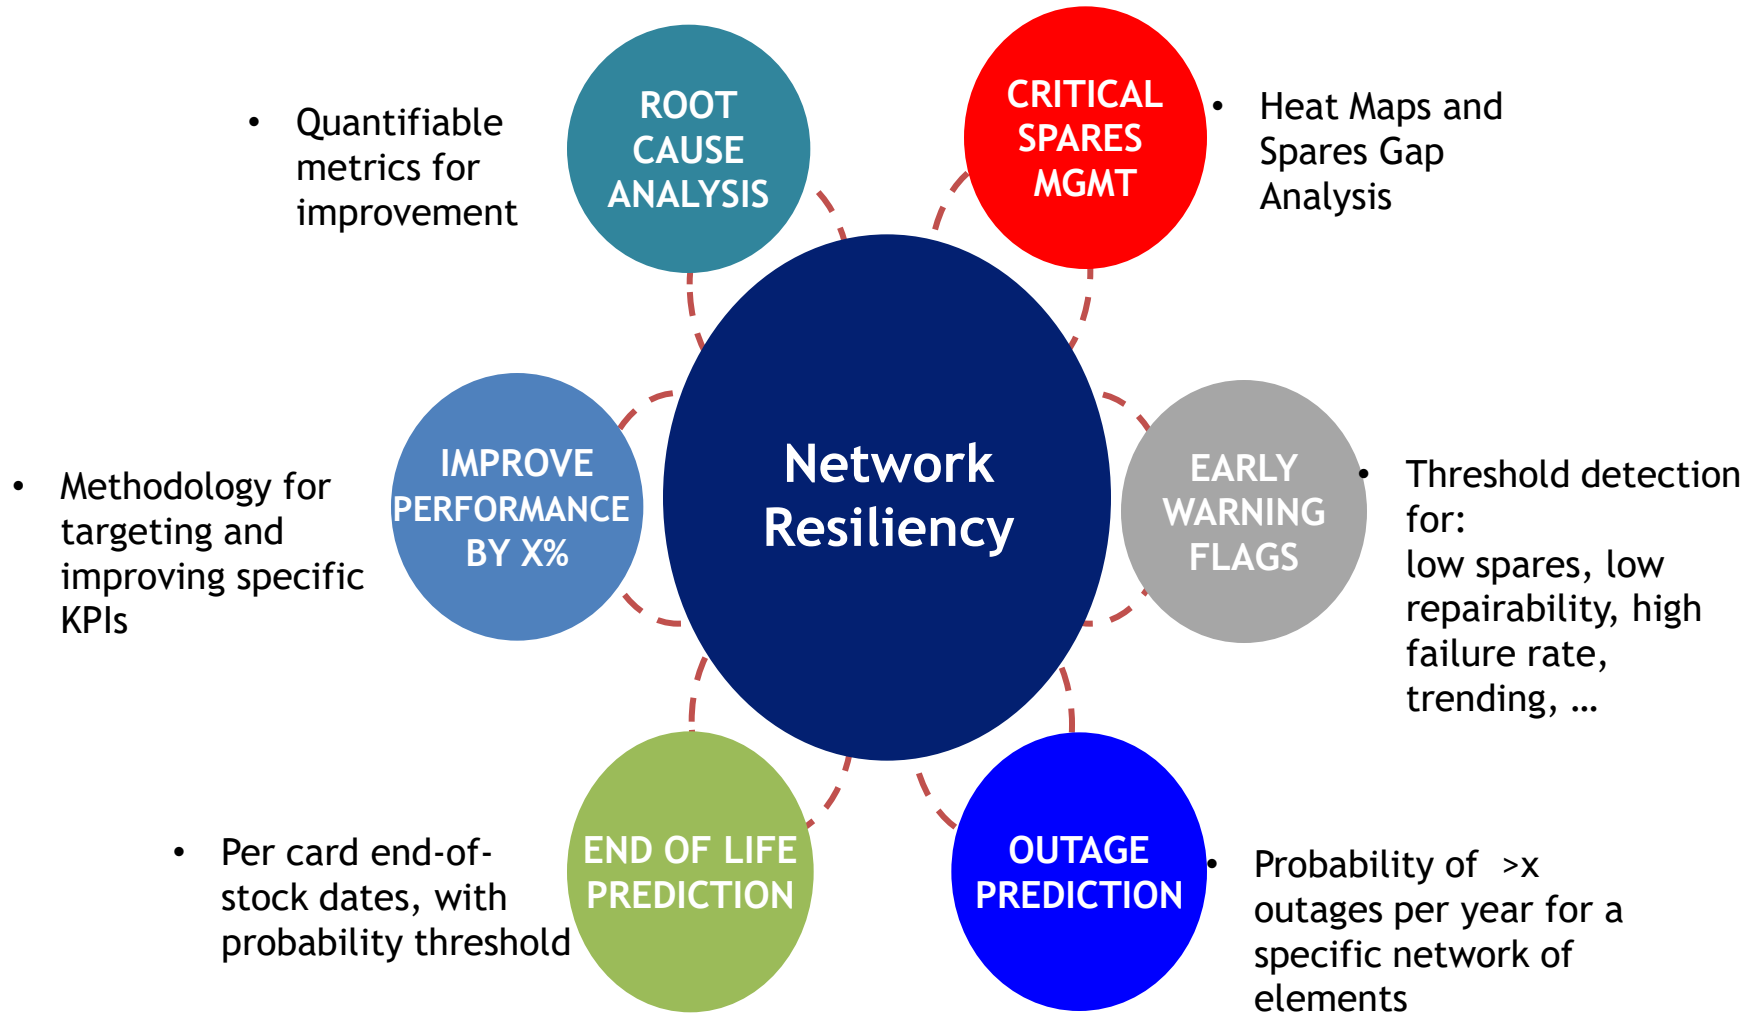 ROOT
CAUSE
ANALYSIS
• Quantifiable
metrics for
improvement
CRITICAL
SPARES
MGMT
• Heat Maps and
Spares Gap
Analysis
Network
Resiliency
IMPROVE
PERFORMANCE
BY X%
• Methodology for
targeting and
improving specific
KPIs
EARLY
WARNING
FLAGS
• Threshold detection
for:
low spares, low
repairability, high
failure rate,
trending, …
END OF LIFE
PREDICTION
• Per card end-of-
stock dates, with
probability threshold
OUTAGE
PREDICTION
• Probability of  >x
outages per year for a
specific network of
elements